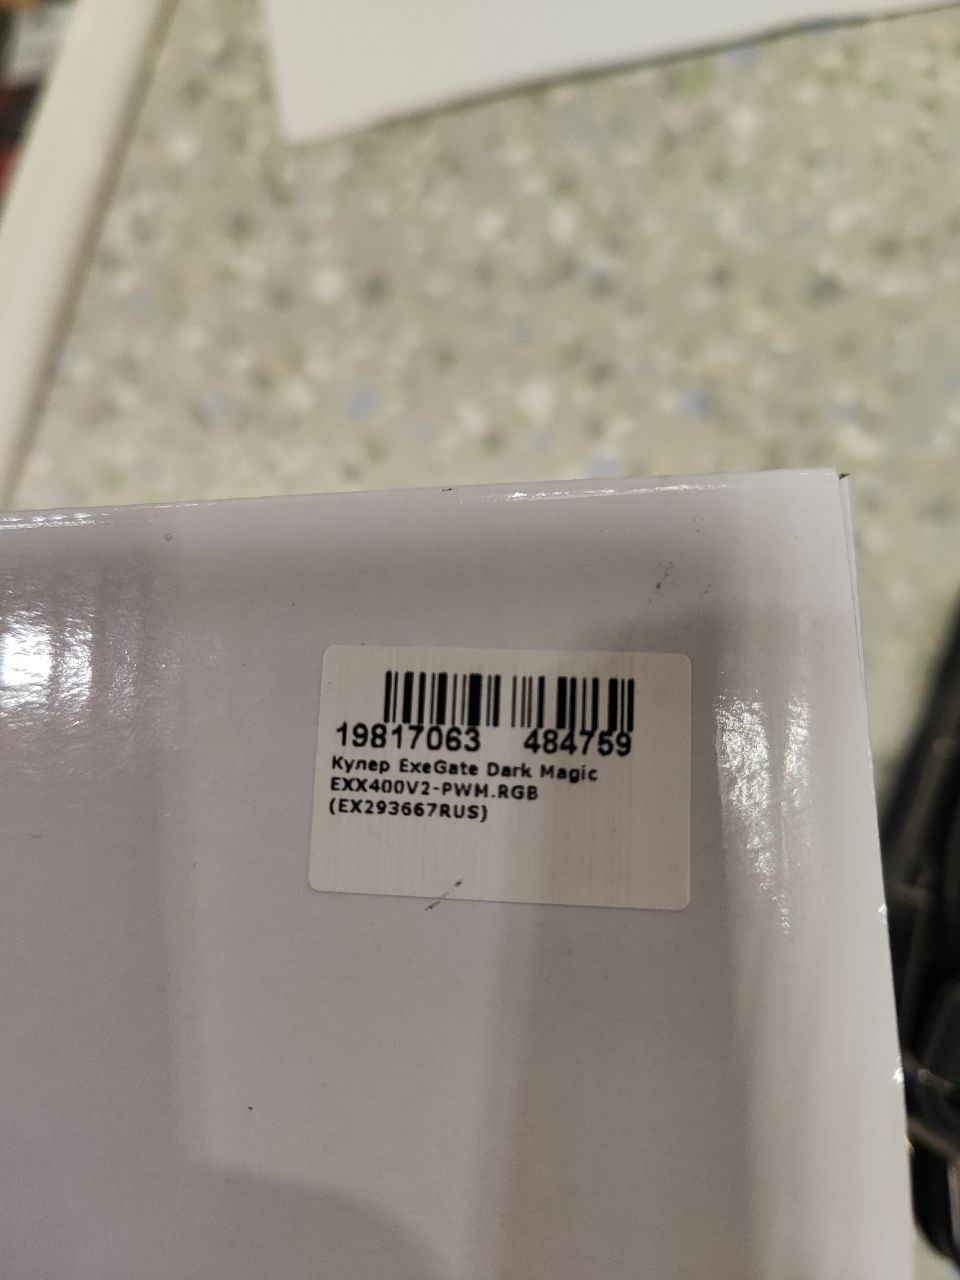 19817063 484759
Кулер ExeGate Dark Magic
EXX400V2-PWM.RGB
(EX293667RUS)